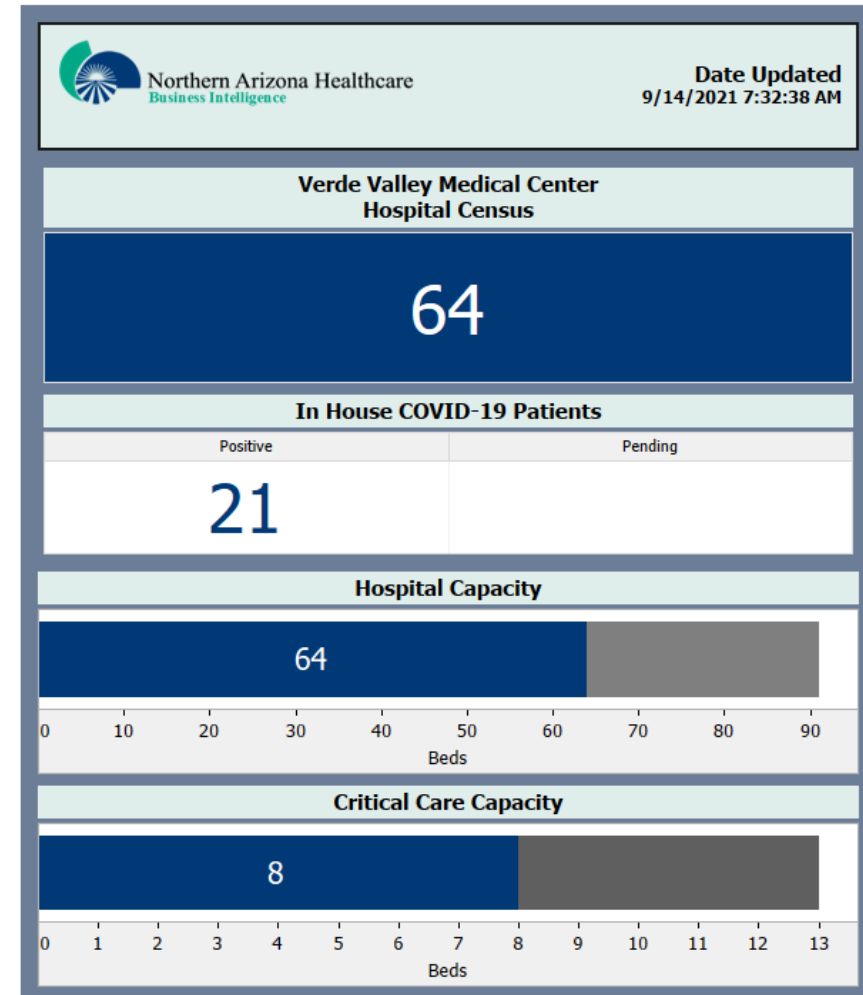 Northern Arizona Healthcare
Business Intelligence
Date Updated
9/14/2021 7:32:38 AM
Verde Valley Medical Center
Hospital Census
64
In House COVID-19 Patients
Positive Pending
21
Hospital Capacity
64
0 10 20 30 40 50 60 70 80 90
Beds
Critical Care Capacity
8
0 1 2 3 4 5 6 7 8 9 10 11 12 13
Beds